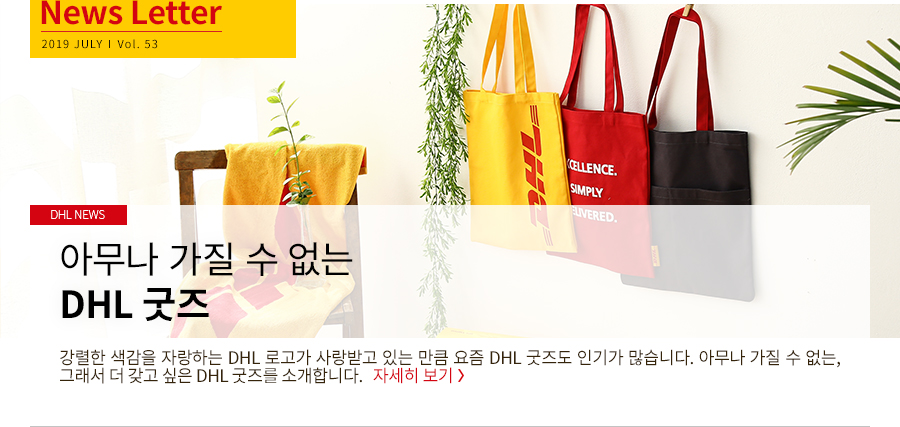 News Letter
2019 JULY I Vol. 53
DHL
EXCELLENCE.
SIMPLY
DELIVERED.
DHL NEWS
아무나 가질 수 없는
DHL 굿즈
강렬한 색감을 자랑하는 DHL 로고가 사랑받고 있는 만큼 요즘 DHL 굿즈도 인기가 많습니다. 아무나 가질 수 없는,
그래서 더 갖고 싶은 DHL 굿즈를 소개합니다. 자세히 보기 >